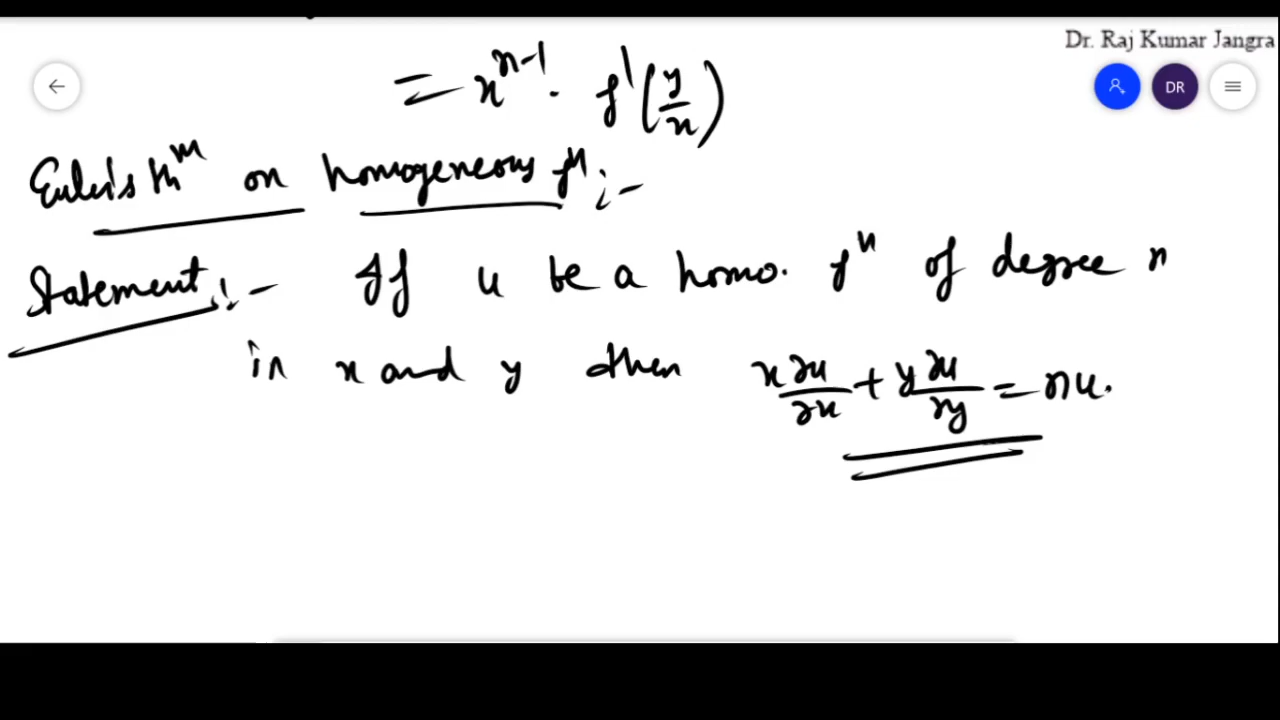 Dr. Raj Kumar Jangra
DR
= x^{n-1} · f'(y/x)
Euler's th^m on homogeneous f^n :-
Statement :- If u be a homo. f^n of degree n
in x and y then x ∂u/∂x + y ∂u/∂y = nu.